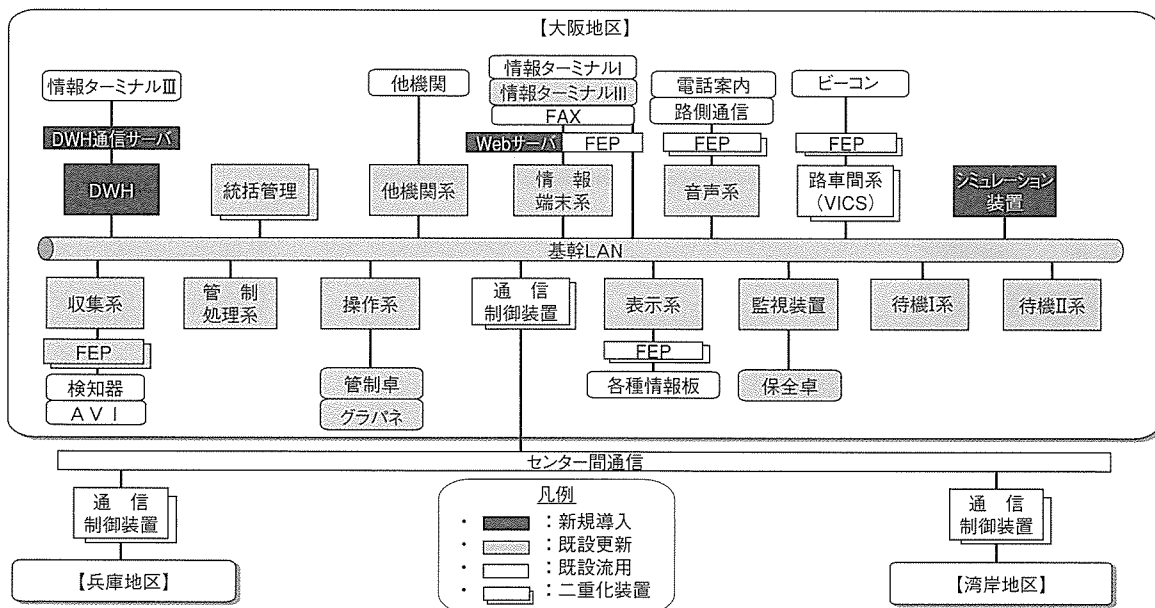 【大阪地区】
情報ターミナルⅢ
DWH通信サーバ
DWH
統括管理
他機関
他機関系
情報ターミナルI
情報ターミナルIII
FAX
Webサーバ
FEP
情　報
端末系
電話案内
路側通信
FEP
音声系
ビーコン
FEP
路車間系
(VICS)
シミュレーション
装置
基幹LAN
収集系
FEP
検知器
ＡＶＩ
管　制
処理系
操作系
管制卓
グラパネ
通　信
制御装置
表示系
FEP
各種情報板
監視装置
保全卓
待機Ⅰ系
待機Ⅱ系
センター間通信
通　信
制御装置
【兵庫地区】
凡例
・　：新規導入
・　：既設更新
・　：既設流用
・　：二重化装置
通　信
制御装置
【湾岸地区】